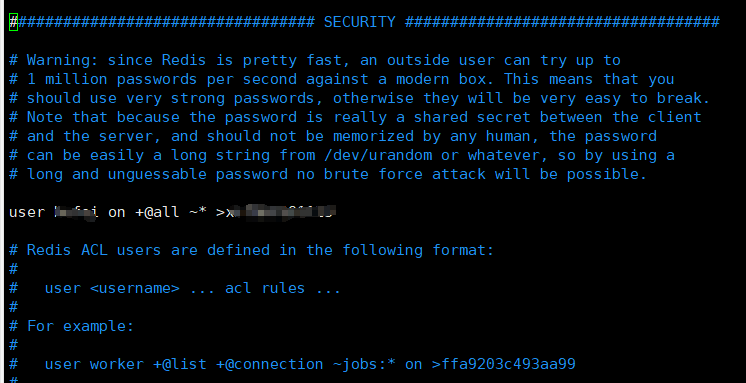 ################################## SECURITY ###################################
# Warning: since Redis is pretty fast, an outside user can try up to
# 1 million passwords per second against a modern box. This means that you
# should use very strong passwords, otherwise they will be very easy to break.
# Note that because the password is really a shared secret between the client
# and the server, and should not be memorized by any human, the password
# can be easily a long string from /dev/urandom or whatever, so by using a
# long and unguessable password no brute force attack will be possible.
user on +@all ~*
# Redis ACL users are defined in the following format:
#
#   user <username> ... acl rules ...
#
# For example:
#
#   user worker +@list +@connection ~jobs:* on >ffa9203c493aa99
#